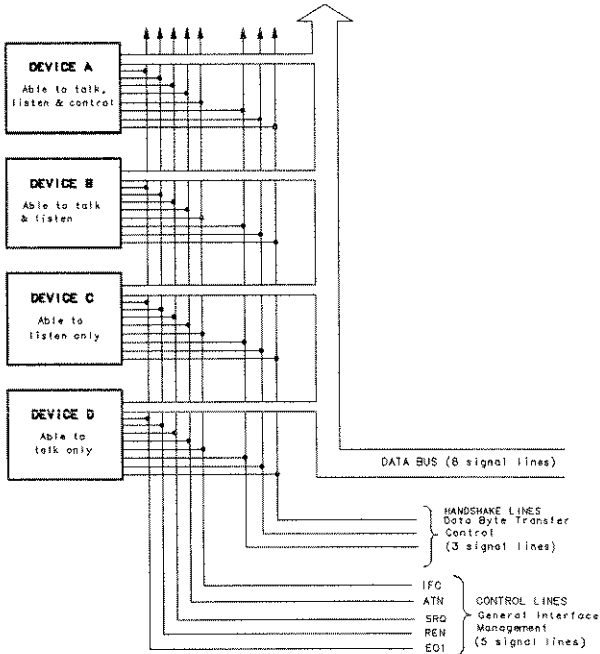 DEVICE A
Able to talk,
listen & control
DEVICE B
Able to talk
& listen
DEVICE C
Able to
listen only
DEVICE D
Able to
talk only
DATA BUS (8 signal lines)
HANDSHAKE LINES
Data Byte Transfer
Control
(3 signal lines)
IFC
ATN
SRQ
REN
EOI
CONTROL LINES
General Interface
Management
(5 signal lines)